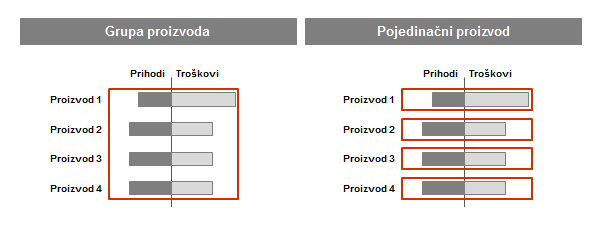 Grupa proizvoda
Prihodi Troškovi
Proizvod 1
Proizvod 2
Proizvod 3
Proizvod 4
Pojedinačni proizvod
Prihodi Troškovi
Proizvod 1
Proizvod 2
Proizvod 3
Proizvod 4